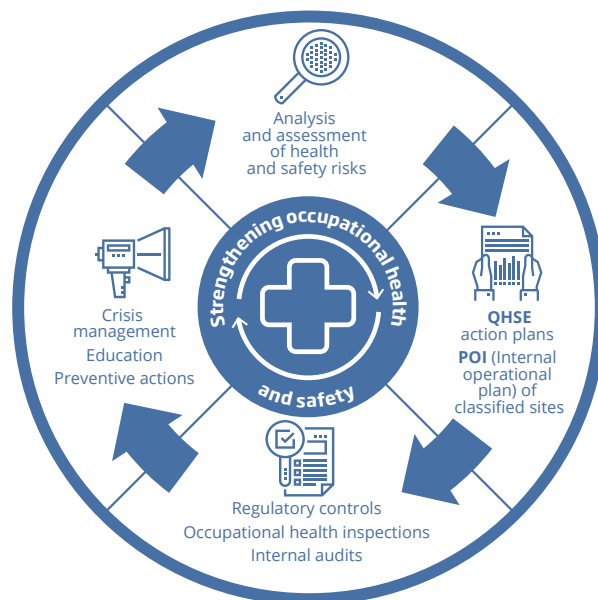 Analysis
and assessment
of health
and safety risks
Strengthening occupational health
and safety
QHSE
action plans
POI (Internal
operational
plan) of
classified sites
Regulatory controls
Occupational health inspections
Internal audits
Crisis
management
Education
Preventive actions